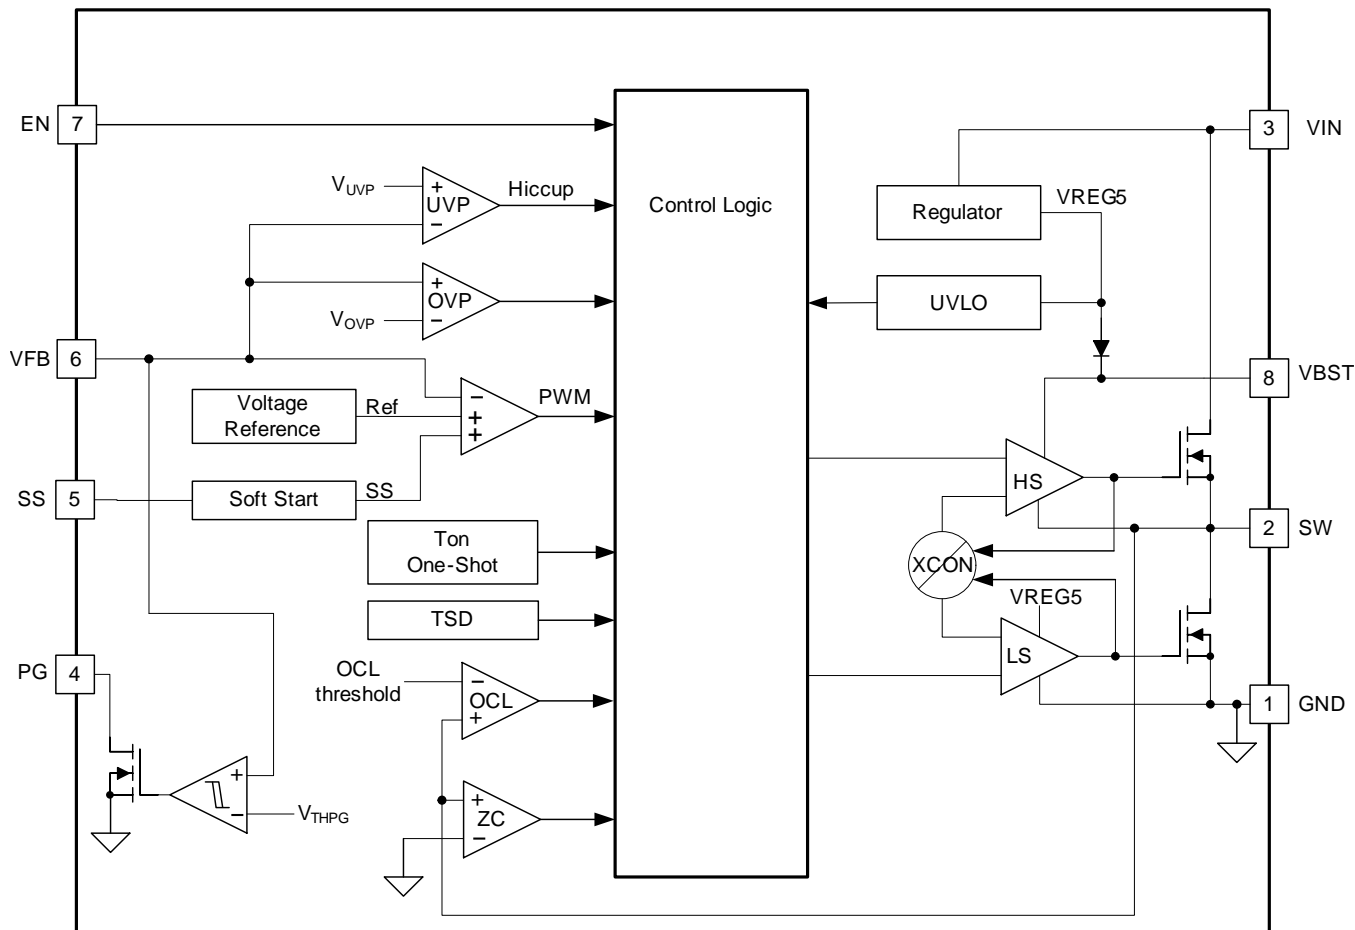 EN 7
3 VIN
VUVP + UVP − Hiccup
Control Logic
Regulator VREG5
+ OVP −
VOVP
UVLO
VFB 6
8 VBST
Voltage
Reference
Ref
− + + PWM
SS 5
Soft Start SS
HS
2 SW
Ton
One-Shot
XCON
TSD
VREG5
LS
PG 4
OCL
threshold
− OCL +
1 GND
+ −
VTHPG
+ ZC −